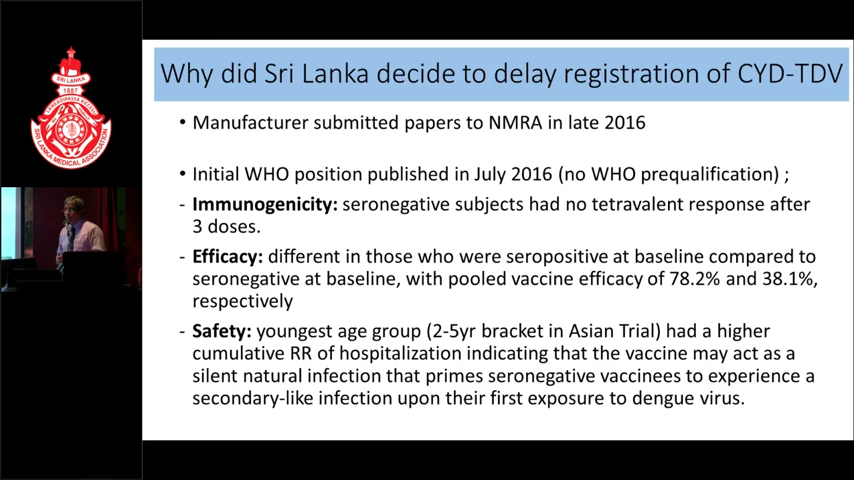 SRI LANKA
1887
SRI LANKA MEDICAL ASSOCIATION
Why did Sri Lanka decide to delay registration of CYD-TDV
• Manufacturer submitted papers to NMRA in late 2016
• Initial WHO position published in July 2016 (no WHO prequalification) ;
- Immunogenicity: seronegative subjects had no tetravalent response after
3 doses.
- Efficacy: different in those who were seropositive at baseline compared to
seronegative at baseline, with pooled vaccine efficacy of 78.2% and 38.1%,
respectively
- Safety: youngest age group (2-5yr bracket in Asian Trial) had a higher
cumulative RR of hospitalization indicating that the vaccine may act as a
silent natural infection that primes seronegative vaccinees to experience a
secondary-like infection upon their first exposure to dengue virus.